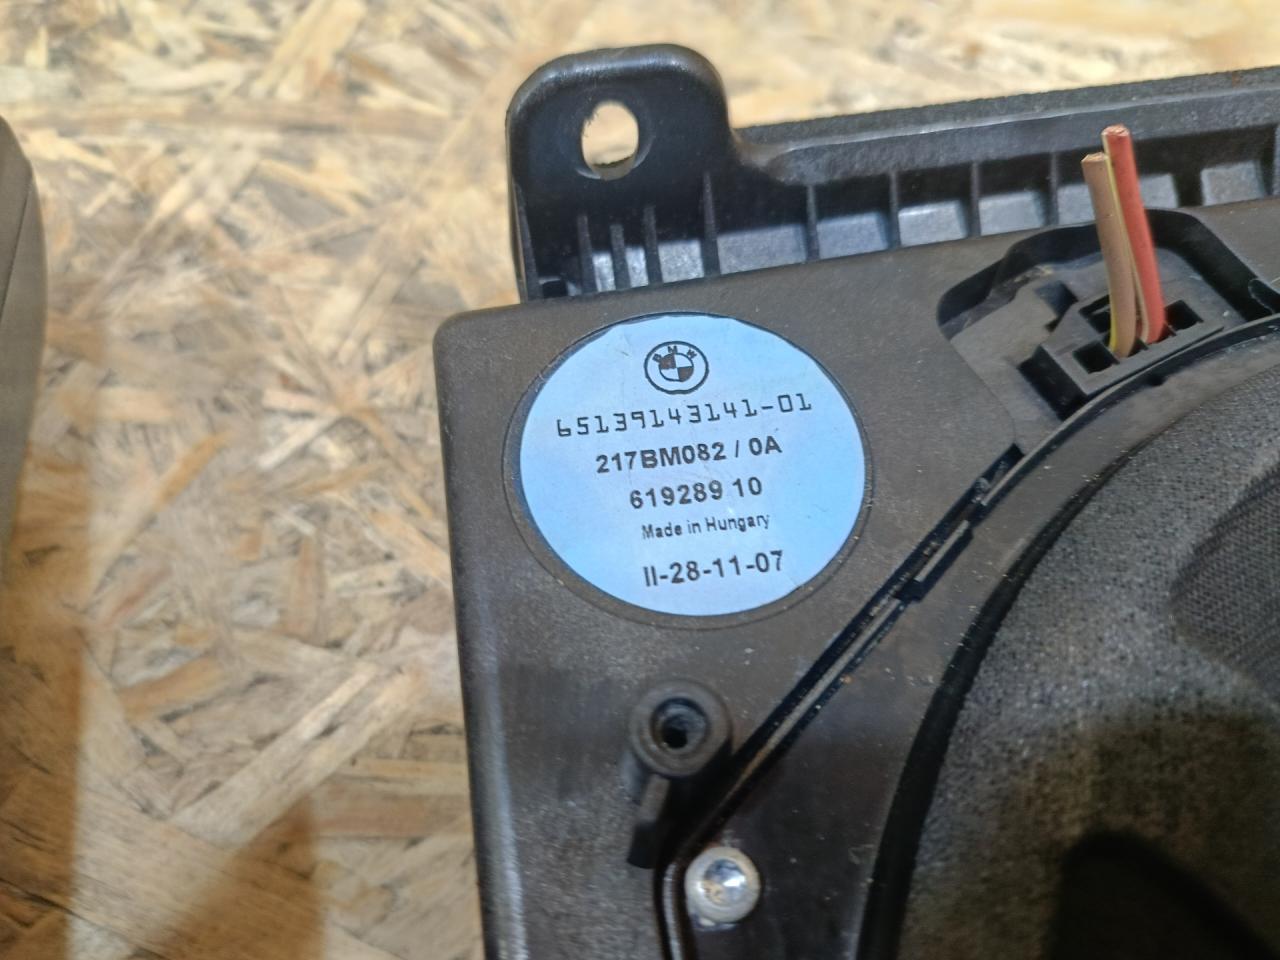 BMW
65139143141-01
217BM082 / 0A
619289 10
Made in Hungary
II-28-11-07